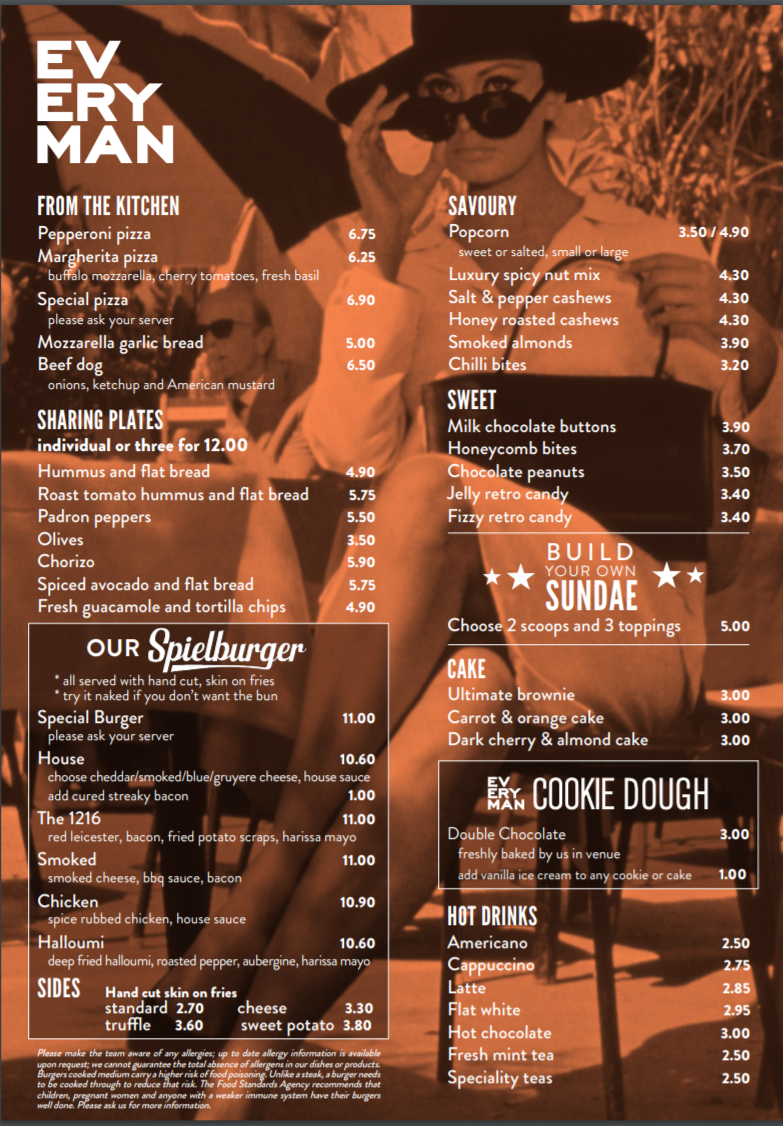 EV
ERY
MAN
FROM THE KITCHEN
Pepperoni pizza 6.75
Margherita pizza 6.25
buffalo mozzarella, cherry tomatoes, fresh basil
Special pizza 6.90
please ask your server
Mozzarella garlic bread 5.00
Beef dog 6.50
onions, ketchup and American mustard
SHARING PLATES
individual or three for 12.00
Hummus and flat bread 4.90
Roast tomato hummus and flat bread 5.75
Padron peppers 5.50
Olives 3.50
Chorizo 5.90
Spiced avocado and flat bread 5.75
Fresh guacamole and tortilla chips 4.90
OUR Spielburger
* all served with hand cut, skin on fries
* try it naked if you don't want the bun
Special Burger 11.00
please ask your server
House 10.60
choose cheddar/smoked/blue/gruyere cheese, house sauce
add cured streaky bacon 1.00
The 1216 11.00
red leicester, bacon, fried potato scraps, harissa mayo
Smoked 11.00
smoked cheese, bbq sauce, bacon
Chicken 10.90
spice rubbed chicken, house sauce
Halloumi 10.60
deep fried halloumi, roasted pepper, aubergine, harissa mayo
SIDES Hand cut skin on fries
standard 2.70 cheese 3.30
truffle 3.60 sweet potato 3.80
Please make the team aware of any allergies; up to date allergy information is available
upon request; we cannot guarantee the total absence of allergens in our dishes or products.
Burgers cooked medium carry a higher risk of food poisoning. Unlike a steak, a burger needs
to be cooked through to reduce that risk. The Food Standards Agency recommends that
children, pregnant women and anyone with a weaker immune system have their burgers
well done. Please ask us for more information.
SAVOURY
Popcorn 3.50 / 4.90
sweet or salted, small or large
Luxury spicy nut mix 4.30
Salt & pepper cashews 4.30
Honey roasted cashews 4.30
Smoked almonds 3.90
Chilli bites 3.20
SWEET
Milk chocolate buttons 3.90
Honeycomb bites 3.70
Chocolate peanuts 3.50
Jelly retro candy 3.40
Fizzy retro candy 3.40
BUILD
YOUR OWN
SUNDAE
Choose 2 scoops and 3 toppings 5.00
CAKE
Ultimate brownie 3.00
Carrot & orange cake 3.00
Dark cherry & almond cake 3.00
EV
ERY
MAN COOKIE DOUGH
Double Chocolate 3.00
freshly baked by us in venue
add vanilla ice cream to any cookie or cake 1.00
HOT DRINKS
Americano 2.50
Cappuccino 2.75
Latte 2.85
Flat white 2.95
Hot chocolate 3.00
Fresh mint tea 2.50
Speciality teas 2.50